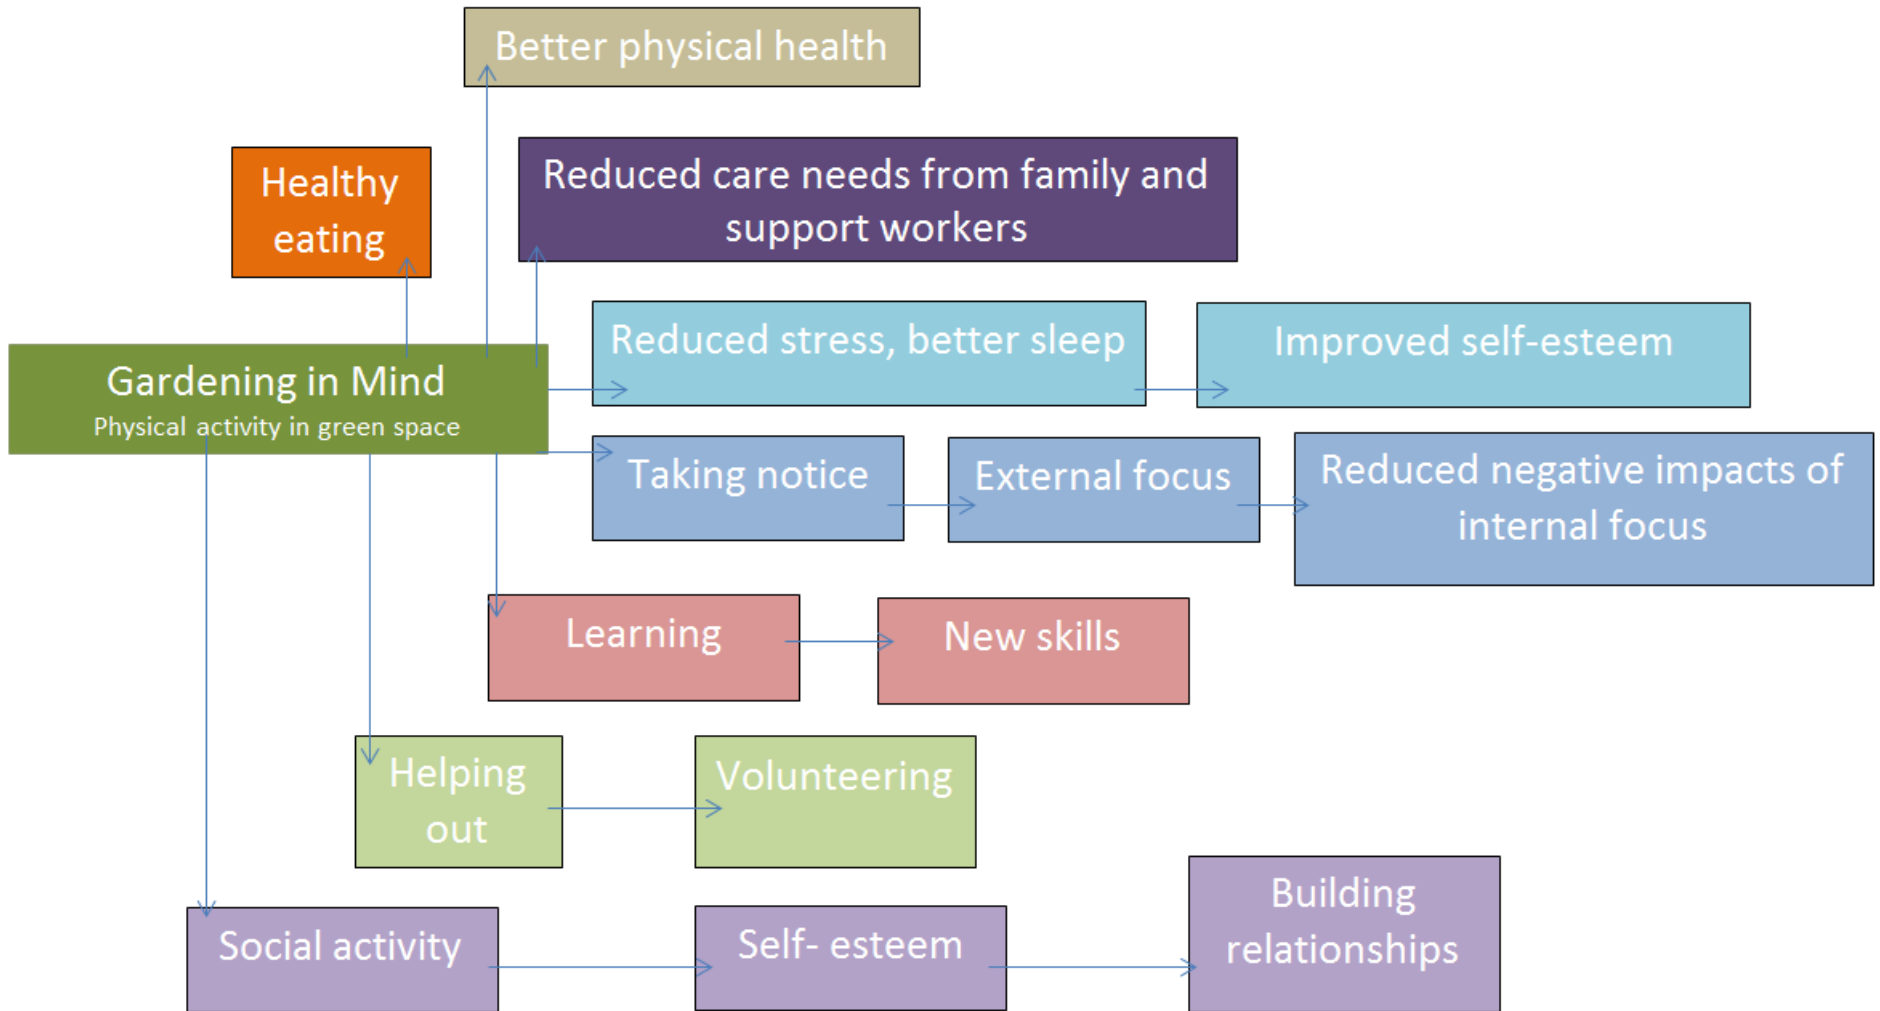 Better physical health
Healthy
eating
Reduced care needs from family and
support workers
Reduced stress, better sleep
Improved self-esteem
Gardening in Mind
Physical activity in green space
Taking notice
External focus
Reduced negative impacts of
internal focus
Learning
New skills
Helping
out
Volunteering
Social activity
Self- esteem
Building
relationships